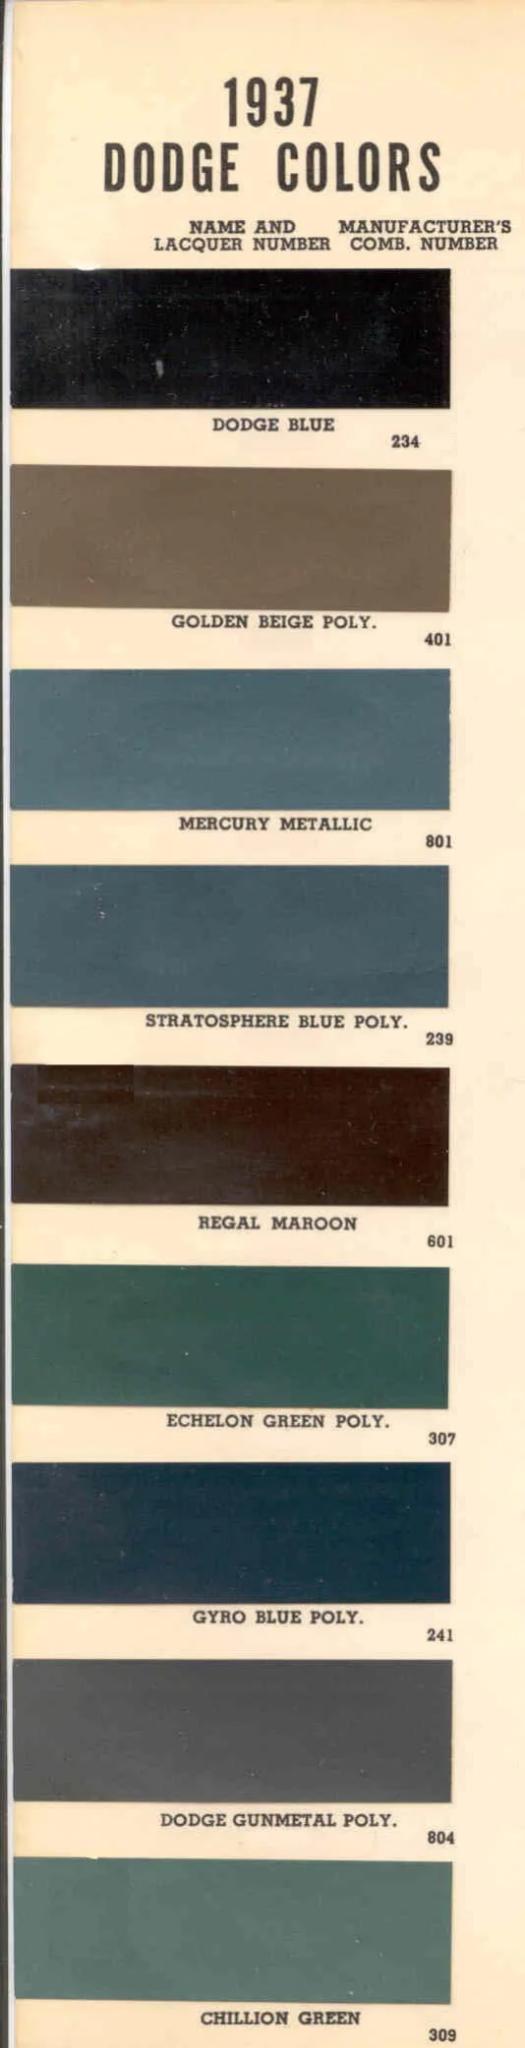 1937
DODGE COLORS
NAME AND MANUFACTURER'S
LACQUER NUMBER COMB. NUMBER
DODGE BLUE
234
GOLDEN BEIGE POLY.
401
MERCURY METALLIC
801
STRATOSPHERE BLUE POLY.
239
REGAL MAROON
601
ECHELON GREEN POLY.
307
GYRO BLUE POLY.
241
DODGE GUNMETAL POLY.
804
CHILLION GREEN
309